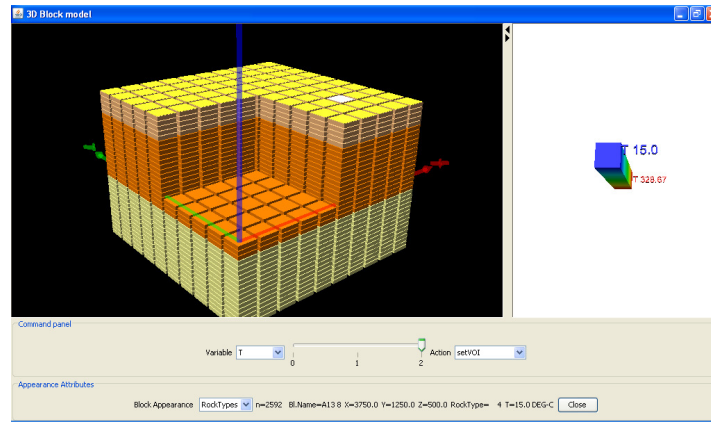 3D Block model
T 15.0
T 328.67
Command panel
Variable T 0 1 2 Action setVOI
Appearance Attributes
Block Appearance RockTypes n=2592 Bl.Name=A13 8 X=3750.0 Y=1250.0 Z=500.0 RockType= 4 T=15.0 DEG-C Close